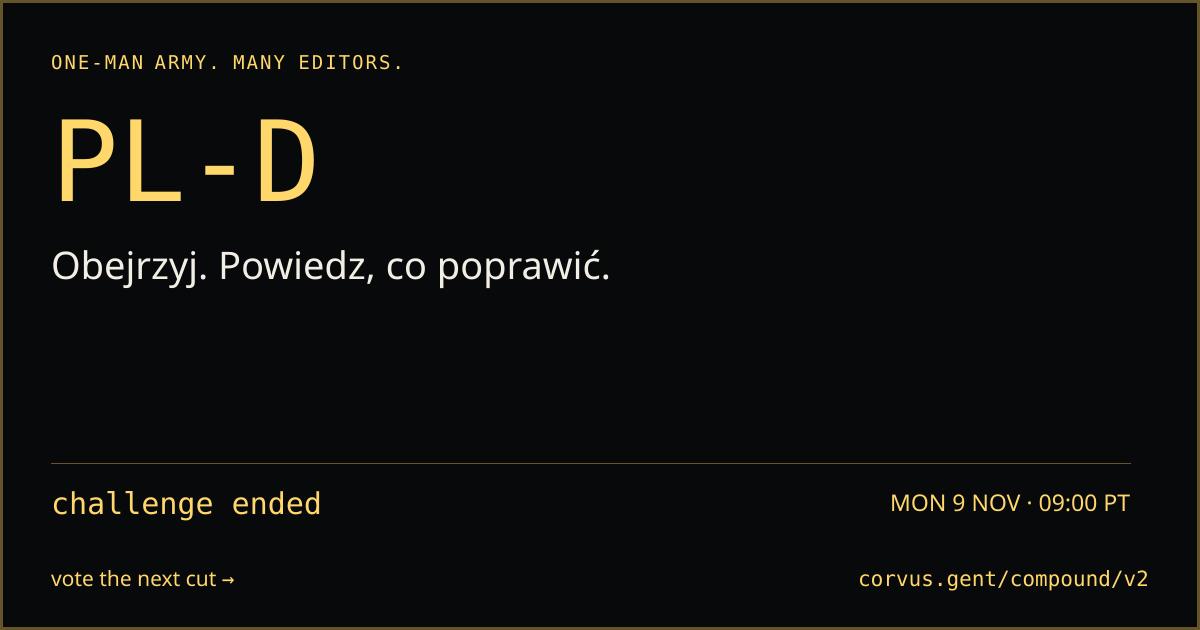 ONE-MAN ARMY. MANY EDITORS.
PL-D
Obejrzyj. Powiedz, co poprawić.
challenge ended
MON 9 NOV · 09:00 PT
vote the next cut →
corvus.gent/compound/v2